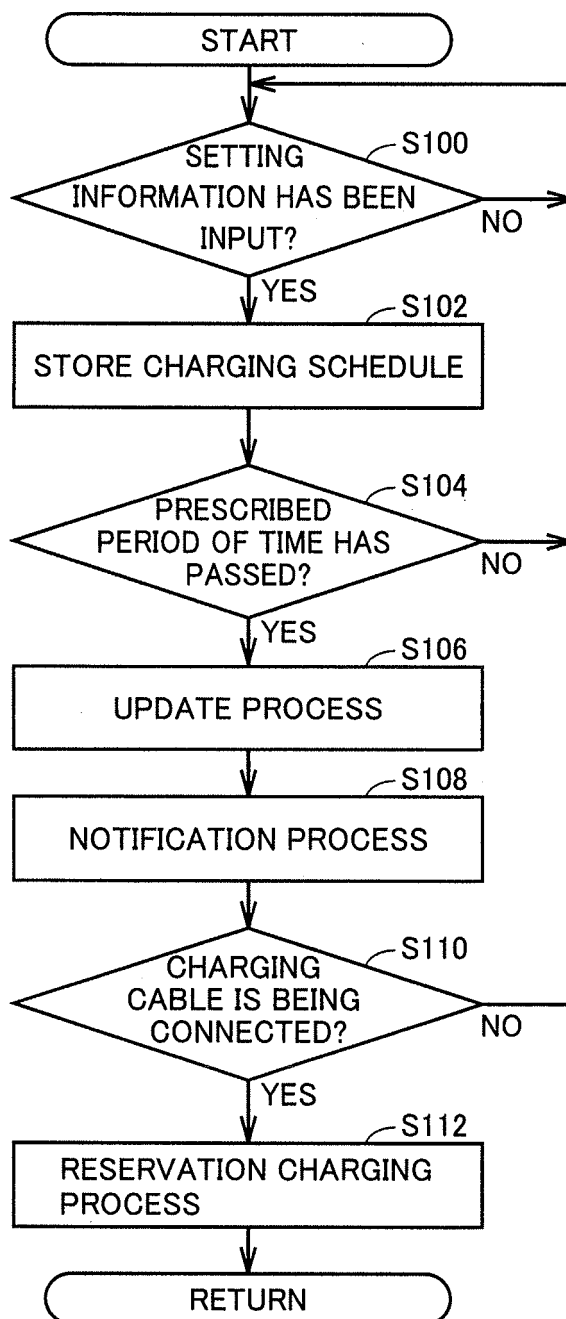 START
S100
SETTING
INFORMATION HAS BEEN
INPUT?
NO
YES
S102
STORE CHARGING SCHEDULE
S104
PRESCRIBED
PERIOD OF TIME HAS
PASSED?
NO
YES
S106
UPDATE PROCESS
S108
NOTIFICATION PROCESS
S110
CHARGING
CABLE IS BEING
CONNECTED?
NO
YES
S112
RESERVATION CHARGING
PROCESS
RETURN